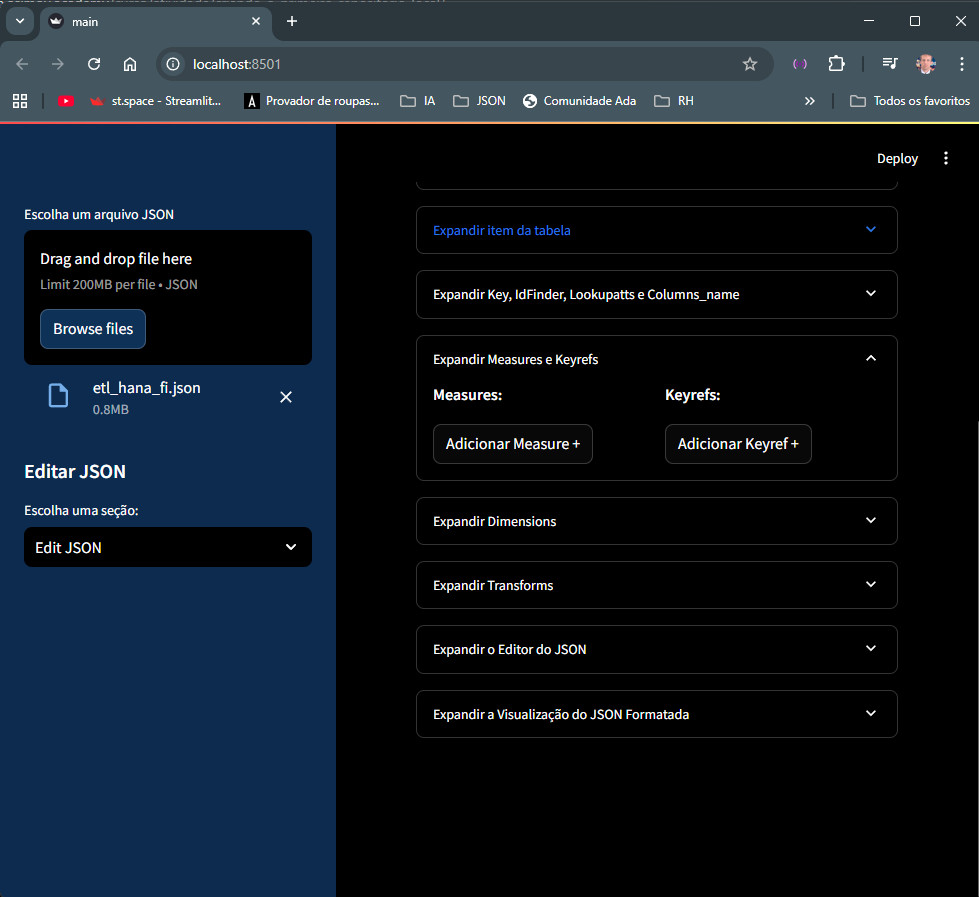 main
localhost:8501
st.space - Streamlit...
Provador de roupas...
IA
JSON
Comunidade Ada
RH
Todos os favoritos
Deploy
Escolha um arquivo JSON
Drag and drop file here
Limit 200MB per file • JSON
Browse files
etl_hana_fi.json
0.8MB
Editar JSON
Escolha uma seção:
Edit JSON
Expandir item da tabela
Expandir Key, IdFinder, Lookupatts e Columns_name
Expandir Measures e Keyrefs
Measures:
Keyrefs:
Adicionar Measure +
Adicionar Keyref +
Expandir Dimensions
Expandir Transforms
Expandir o Editor do JSON
Expandir a Visualização do JSON Formatada